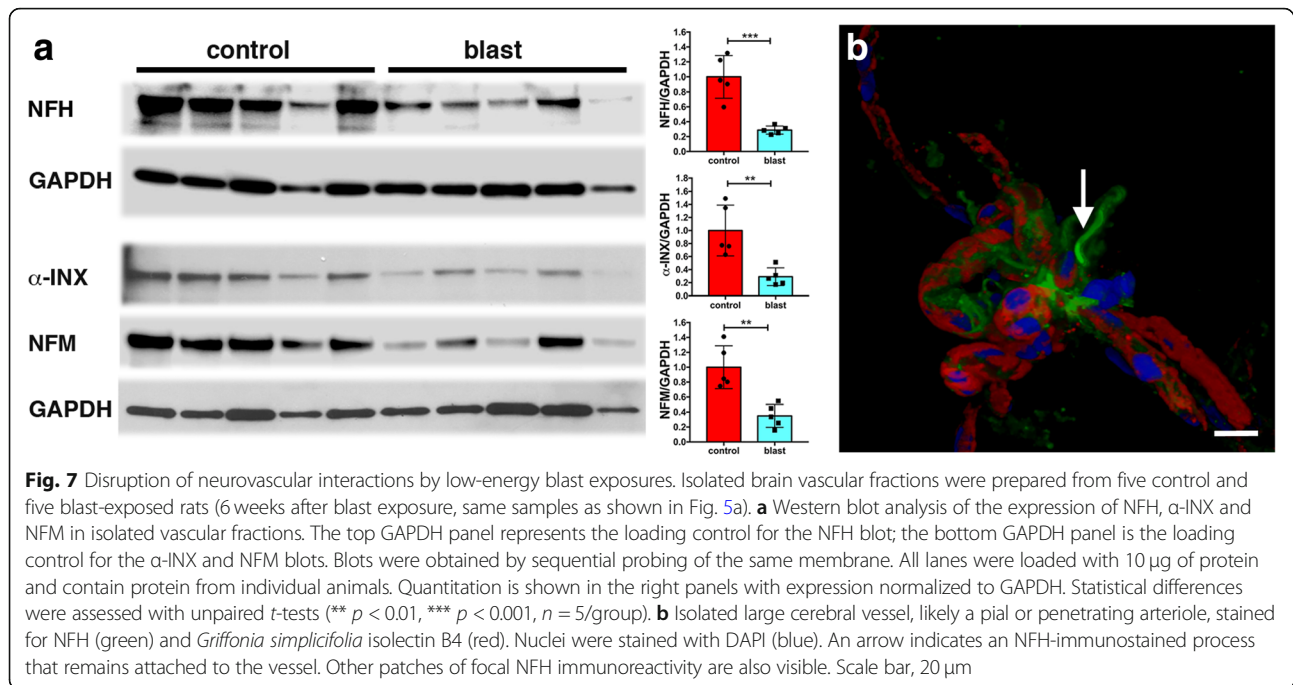 a
control
blast
NFH
GAPDH
α-INX
NFM
GAPDH
NFH/GAPDH
1.6
1.4
1.2
1.0
0.8
0.6
0.4
0.2
0.0
***
control
blast
α-INX/GAPDH
1.8
1.6
1.4
1.2
1.0
0.8
0.6
0.4
0.2
0.0
**
control
blast
NFM/GAPDH
1.6
1.4
1.2
1.0
0.8
0.6
0.4
0.2
0.0
**
control
blast
b
Fig. 7 Disruption of neurovascular interactions by low-energy blast exposures. Isolated brain vascular fractions were prepared from five control and
five blast-exposed rats (6 weeks after blast exposure, same samples as shown in Fig. 5a). a Western blot analysis of the expression of NFH, α-INX and
NFM in isolated vascular fractions. The top GAPDH panel represents the loading control for the NFH blot; the bottom GAPDH panel is the loading
control for the α-INX and NFM blots. Blots were obtained by sequential probing of the same membrane. All lanes were loaded with 10 μg of protein
and contain protein from individual animals. Quantitation is shown in the right panels with expression normalized to GAPDH. Statistical differences
were assessed with unpaired t-tests (** p < 0.01, *** p < 0.001, n = 5/group). b Isolated large cerebral vessel, likely a pial or penetrating arteriole, stained
for NFH (green) and Griffonia simplicifolia isolectin B4 (red). Nuclei were stained with DAPI (blue). An arrow indicates an NFH-immunostained process
that remains attached to the vessel. Other patches of focal NFH immunoreactivity are also visible. Scale bar, 20 μm